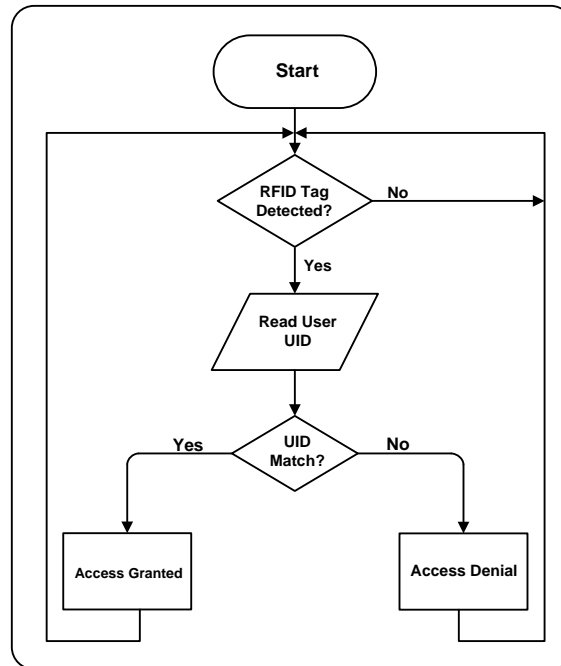 Start
RFID Tag
Detected?
No
Yes
Read User
UID
UID
Match?
Yes
No
Access Granted
Access Denial